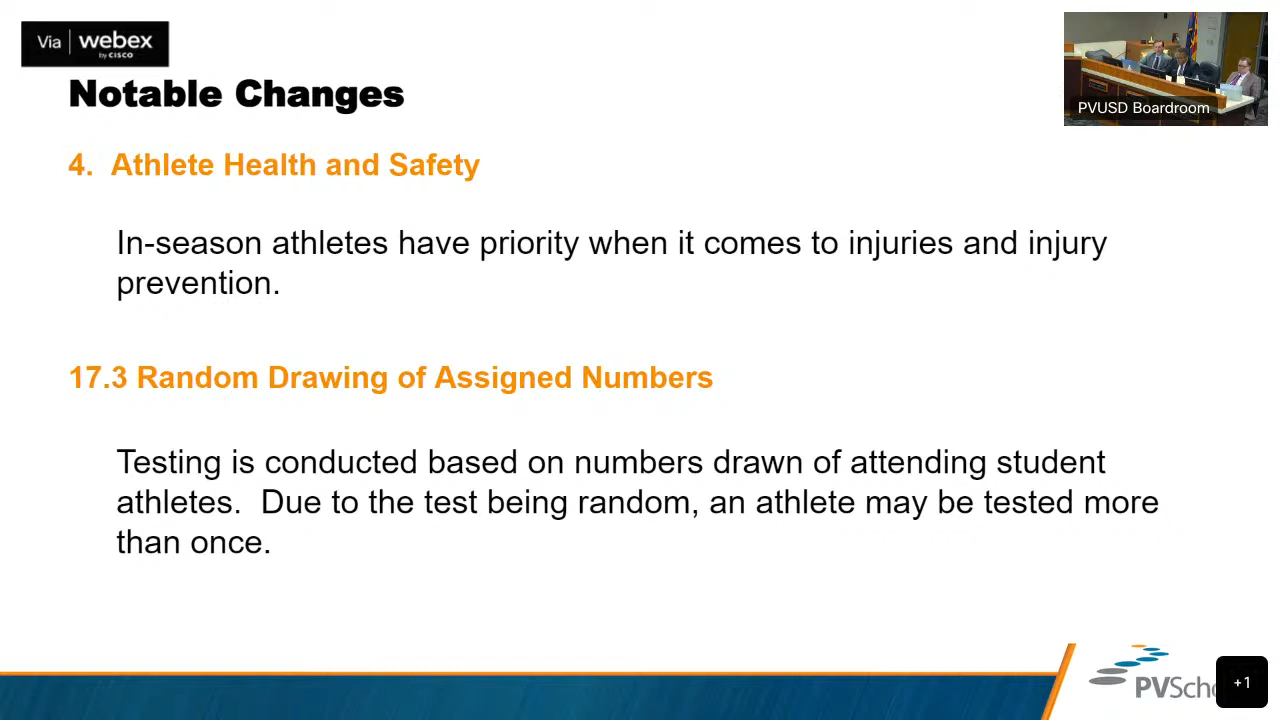 Via webex
by CISCO
Notable Changes
PVUSD Boardroom
4. Athlete Health and Safety
In-season athletes have priority when it comes to injuries and injury
prevention.
17.3 Random Drawing of Assigned Numbers
Testing is conducted based on numbers drawn of attending student
athletes. Due to the test being random, an athlete may be tested more
than once.
PVScho
+1